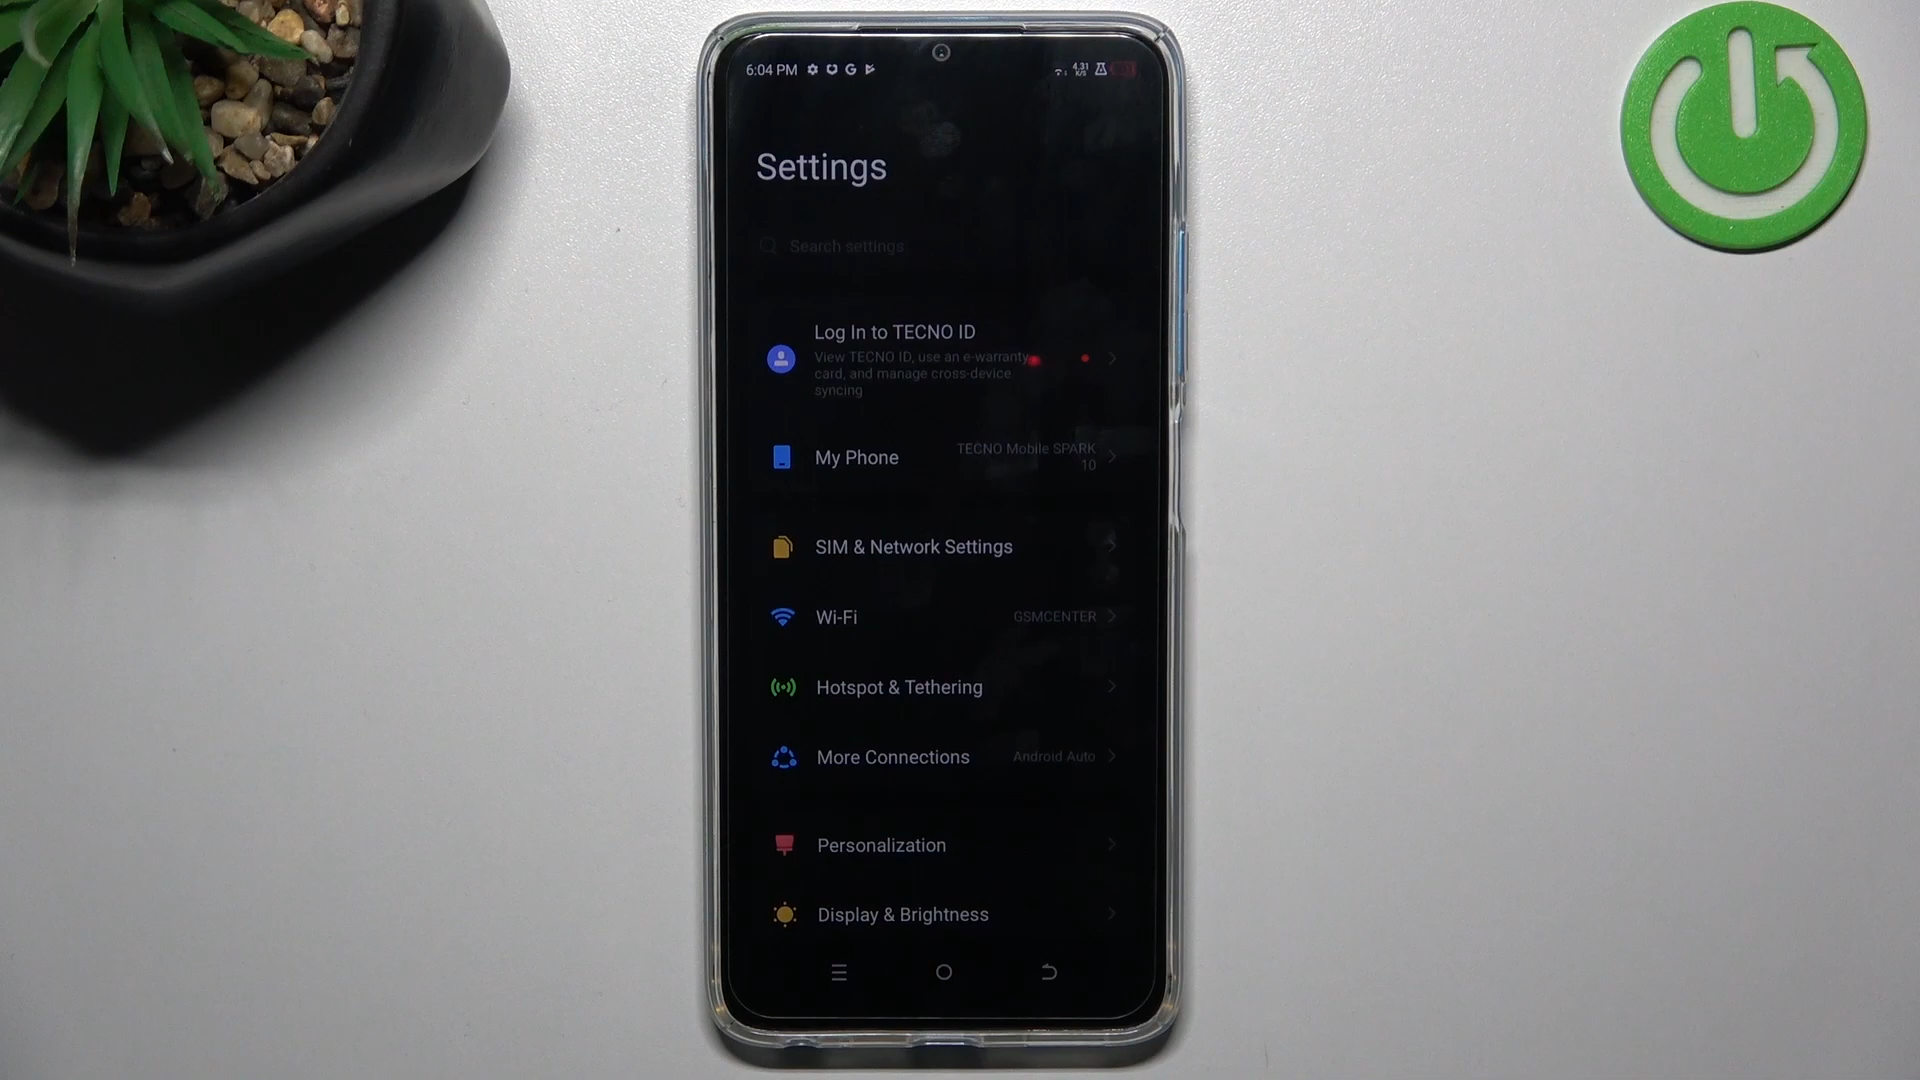 6:04 PM
4.31
K/S
Settings
Search settings
Log In to TECNO ID
View TECNO ID, use an e-warranty
card, and manage cross-device
syncing
My Phone
TECNO Mobile SPARK
10
SIM & Network Settings
Wi-Fi
GSMCENTER
Hotspot & Tethering
More Connections
Android Auto
Personalization
Display & Brightness